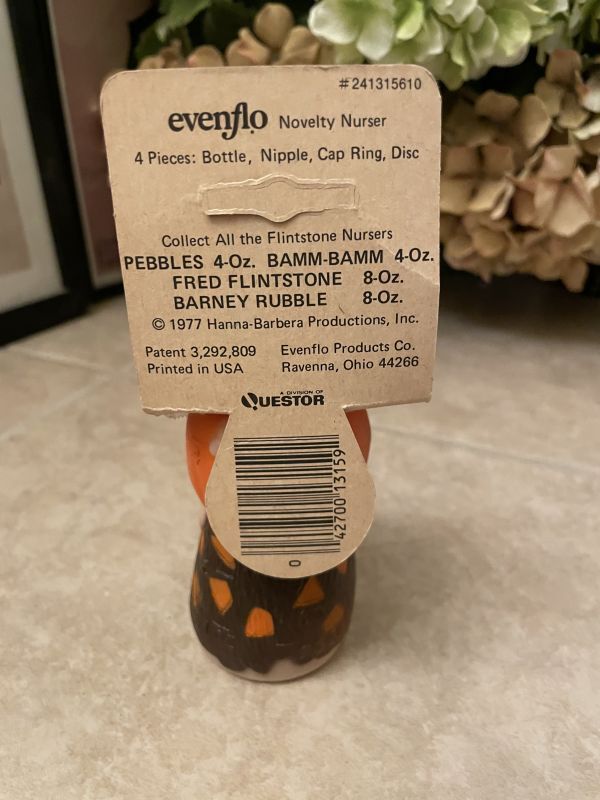 #241315610
evenflo Novelty Nurser
4 Pieces: Bottle, Nipple, Cap Ring, Disc
Collect All the Flintstone Nursers
PEBBLES 4-Oz. BAMM-BAMM 4-Oz.
FRED FLINTSTONE 8-Oz.
BARNEY RUBBLE 8-Oz.
© 1977 Hanna-Barbera Productions, Inc.
Patent 3,292,809 Evenflo Products Co.
Printed in USA Ravenna, Ohio 44266
A DIVISION OF
QUESTOR
42700 13159
0